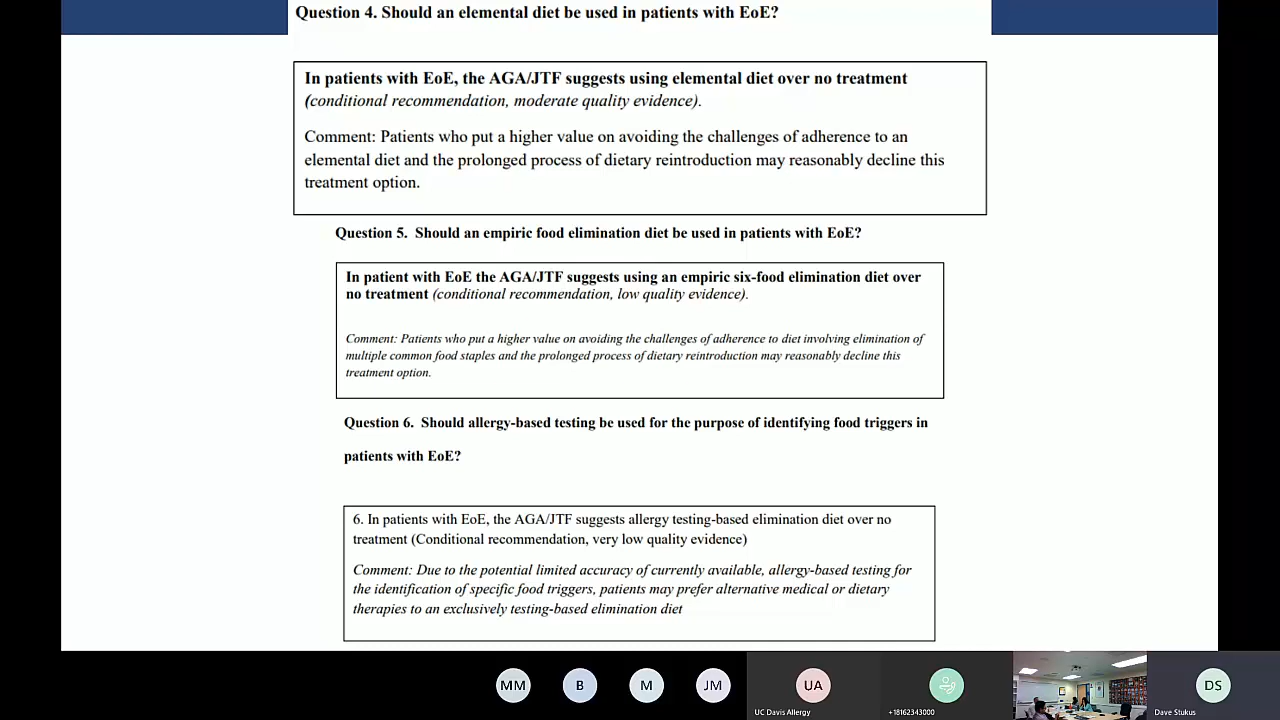 Question 4. Should an elemental diet be used in patients with EoE?
In patients with EoE, the AGA/JTF suggests using elemental diet over no treatment
(conditional recommendation, moderate quality evidence).
Comment: Patients who put a higher value on avoiding the challenges of adherence to an
elemental diet and the prolonged process of dietary reintroduction may reasonably decline this
treatment option.
Question 5. Should an empiric food elimination diet be used in patients with EoE?
In patient with EoE the AGA/JTF suggests using an empiric six-food elimination diet over
no treatment (conditional recommendation, low quality evidence).
Comment: Patients who put a higher value on avoiding the challenges of adherence to diet involving elimination of
multiple common food staples and the prolonged process of dietary reintroduction may reasonably decline this
treatment option.
Question 6. Should allergy-based testing be used for the purpose of identifying food triggers in
patients with EoE?
6. In patients with EoE, the AGA/JTF suggests allergy testing-based elimination diet over no
treatment (Conditional recommendation, very low quality evidence)
Comment: Due to the potential limited accuracy of currently available, allergy-based testing for
the identification of specific food triggers, patients may prefer alternative medical or dietary
therapies to an exclusively testing-based elimination diet
MM B M JM UA DS
UC Davis Allergy +18162343000 Dave Stukus